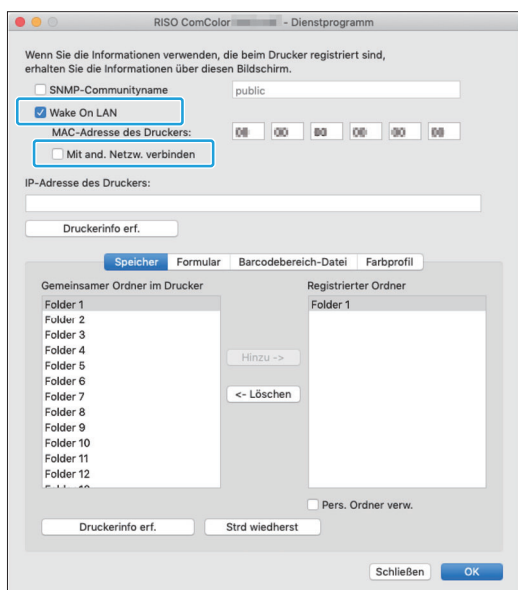 RISO ComColor - Dienstprogramm
Wenn Sie die Informationen verwenden, die beim Drucker registriert sind,
erhalten Sie die Informationen über diesen Bildschirm.
SNMP-Communityname
public
Wake On LAN
MAC-Adresse des Druckers:
Mit and. Netzw. verbinden
IP-Adresse des Druckers:
Druckerinfo erf.
Speicher Formular Barcodebereich-Datei Farbprofil
Gemeinsamer Ordner im Drucker
Folder 1
Folder 2
Folder 3
Folder 4
Folder 5
Folder 6
Folder 7
Folder 8
Folder 9
Folder 10
Folder 11
Folder 12
Hinzu ->
<- Löschen
Registrierter Ordner
Folder 1
Pers. Ordner verw.
Druckerinfo erf.
Strd wiedherst
Schließen
OK